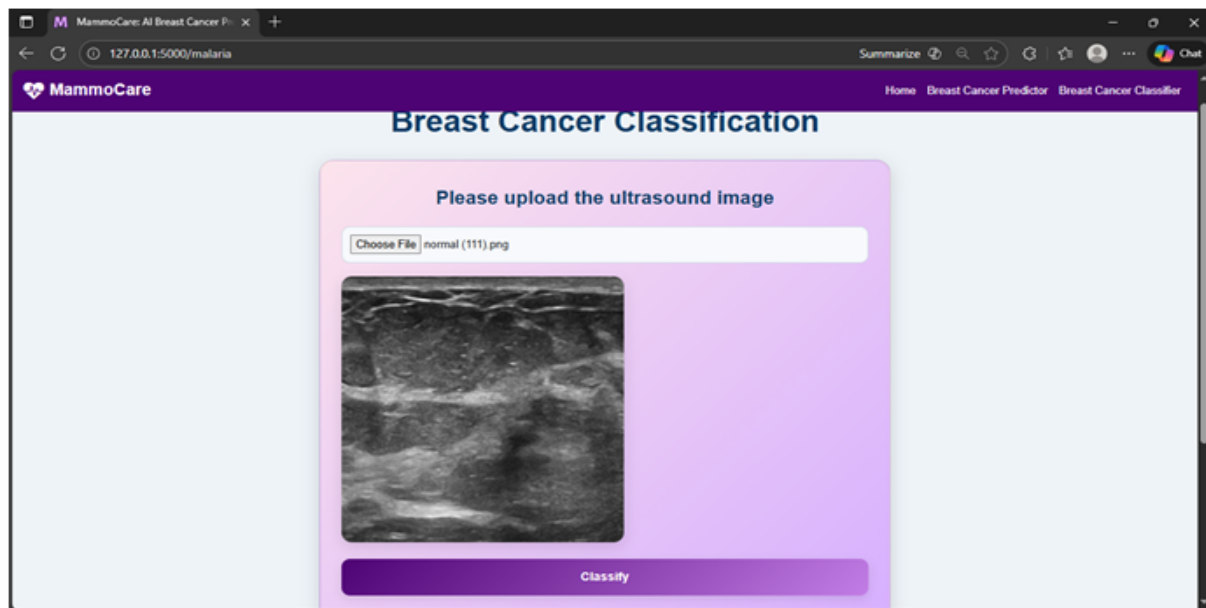 MammoCare: AI Breast Cancer Pr
127.0.0.1:5000/malaria
Summarize
Chat
MammoCare
Home Breast Cancer Predictor Breast Cancer Classifier
Breast Cancer Classification
Please upload the ultrasound image
Choose File normal (111).png
Classify